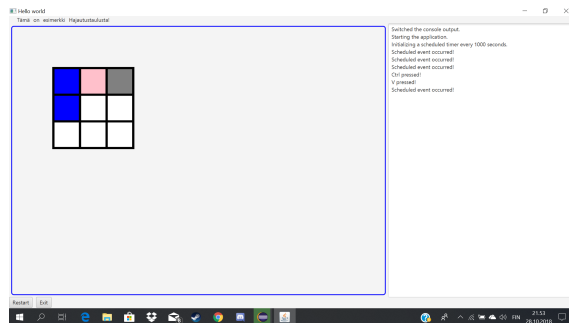 Hello world
Tämä on esimerkki Hajautustaulusta!
Switched the console output.
Starting the application.
Initializing a scheduled timer every 1000 seconds.
Scheduled event occurred!
Scheduled event occurred!
Scheduled event occurred!
Ctrl pressed!
V pressed!
Scheduled event occurred!
Restart Exit
FIN
21.53
28.10.2018